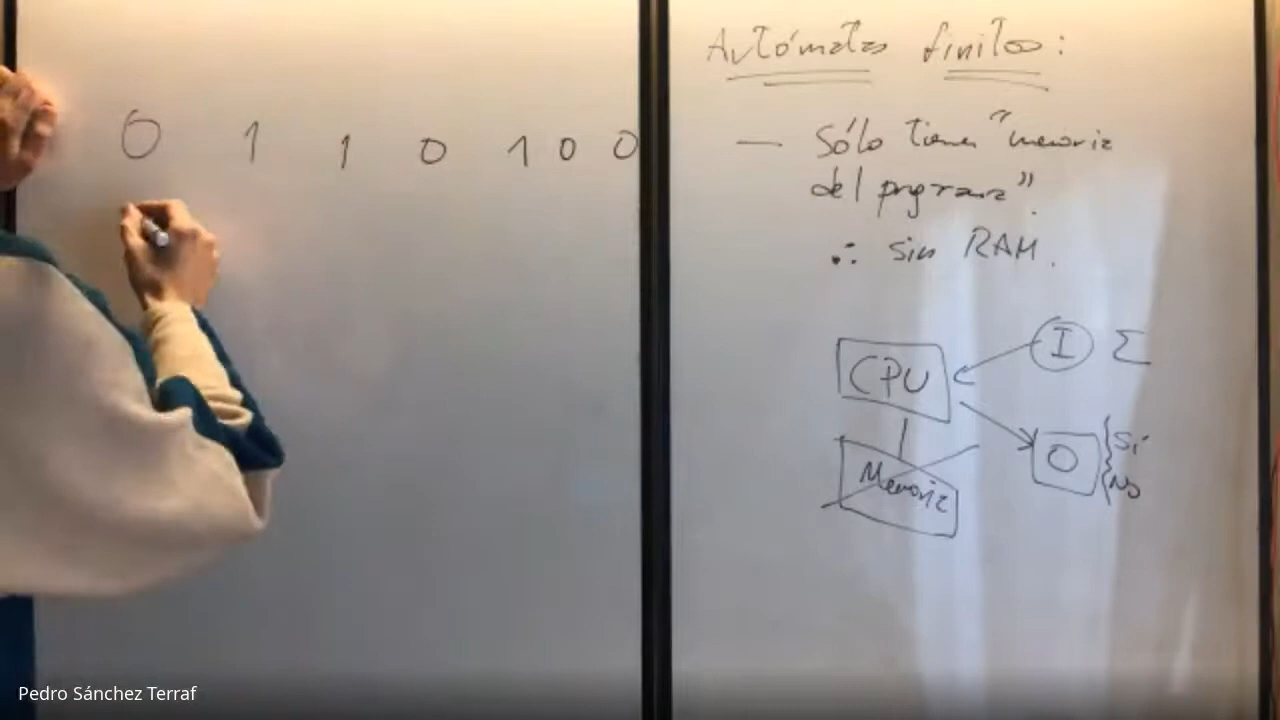 0 1 1 0 1 0 0
Autómatas finitos:
— Sólo tienen "memoria
del programa".
∴ sin RAM.
I Σ
CPU
O { Sí
No
Memoria
Pedro Sánchez Terraf